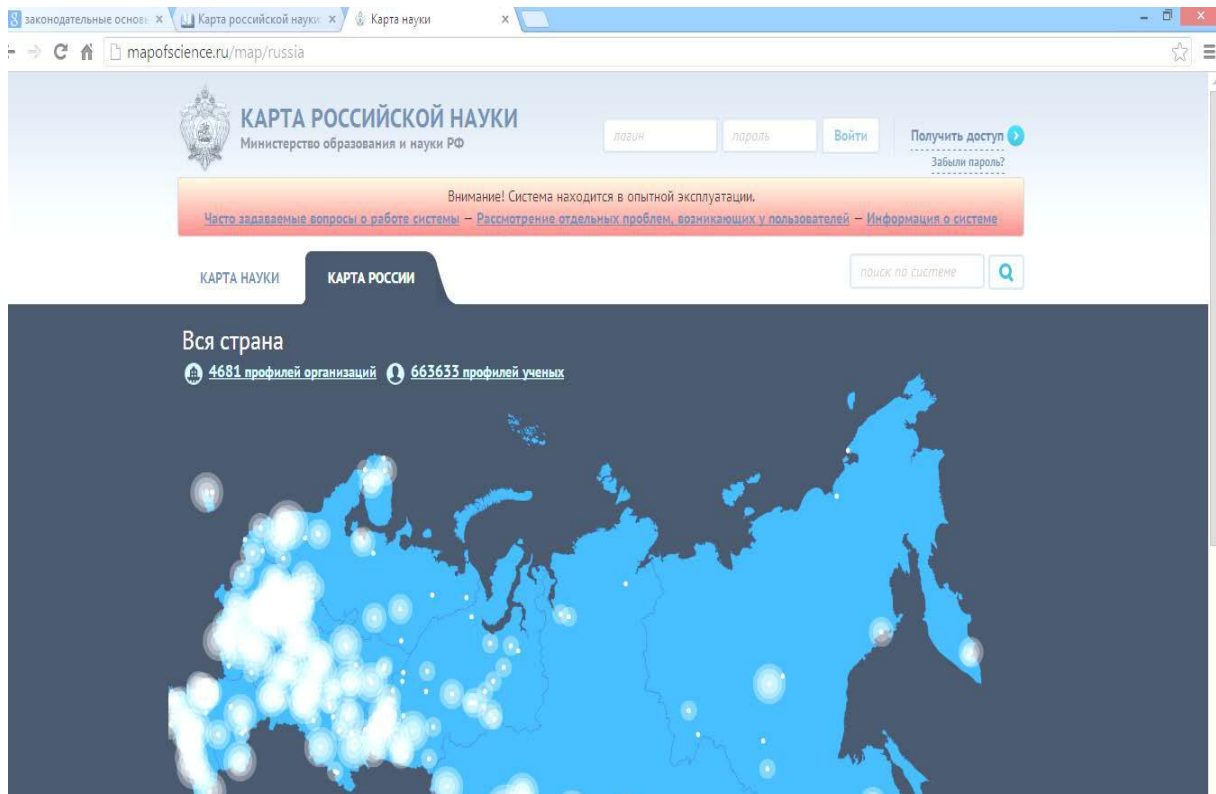 законодательные основ
Карта российской науки
Карта науки
mapofscience.ru/map/russia
КАРТА РОССИЙСКОЙ НАУКИ
Министерство образования и науки РФ
логин
пароль
Войти
Получить доступ
Забыли пароль?
Внимание! Система находится в опытной эксплуатации.
Часто задаваемые вопросы о работе системы — Рассмотрение отдельных проблем, возникающих у пользователей — Информация о системе
КАРТА НАУКИ
КАРТА РОССИИ
поиск по системе
Вся страна
4681 профилей организаций 663633 профилей ученых